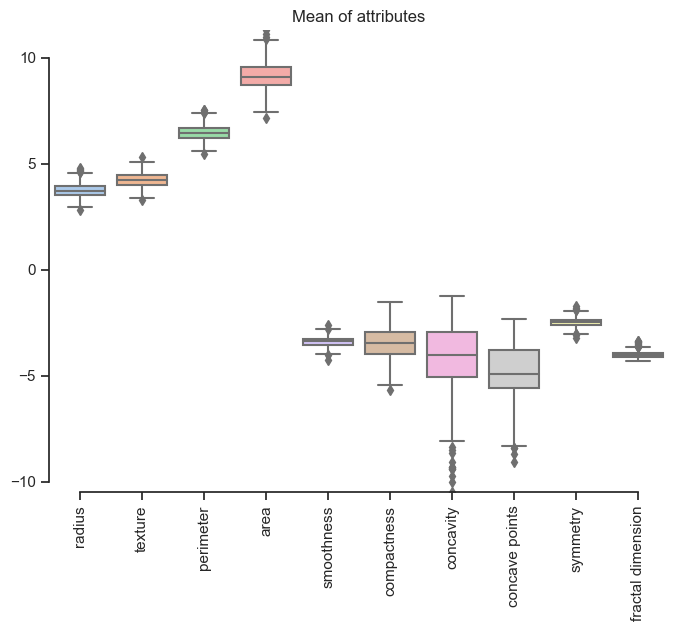 Mean of attributes
10
5
0
−5
−10
radius
texture
perimeter
area
smoothness
compactness
concavity
concave points
symmetry
fractal dimension